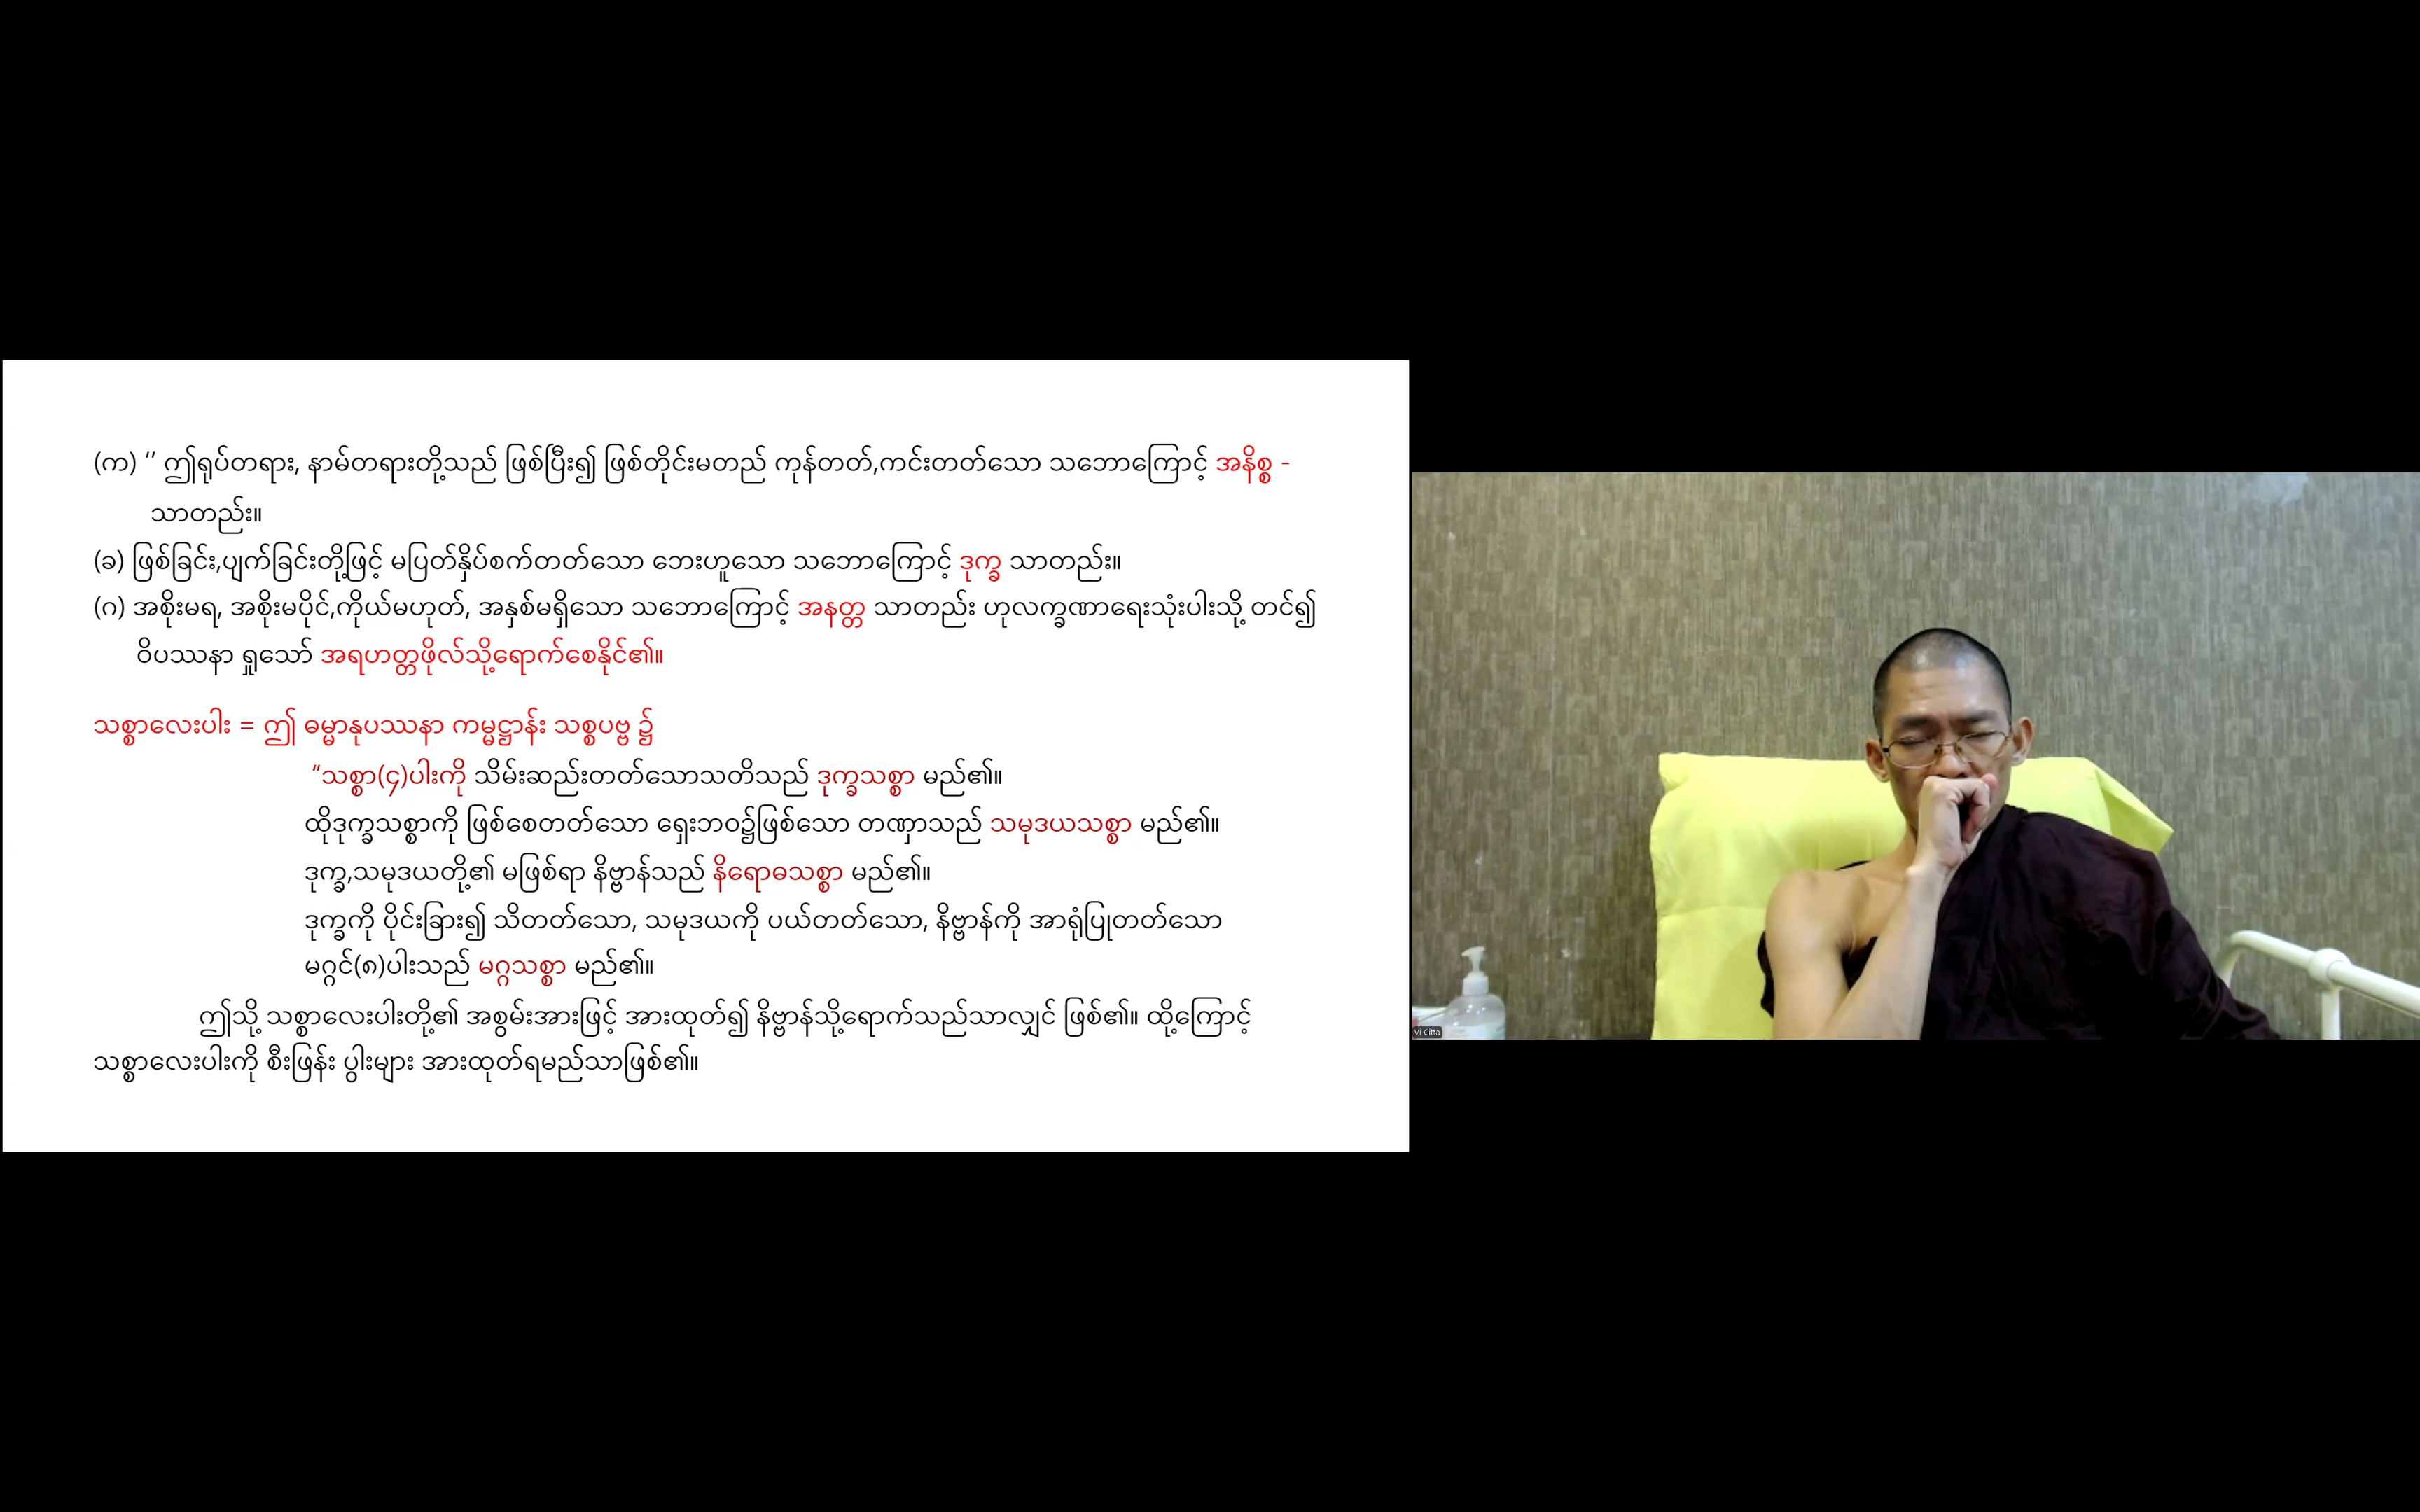 (က) ‘’ ဤရုပ်တရား, နာမ်တရားတို့သည် ဖြစ်ပြီး၍ ဖြစ်တိုင်းမတည် ကုန်တတ်,ကင်းတတ်သော သဘောကြောင့် အနိစ္စ -
သာတည်း။
(ခ) ဖြစ်ခြင်း,ပျက်ခြင်းတို့ဖြင့် မပြတ်နှိပ်စက်တတ်သော ဘေးဟူသော သဘောကြောင့် ဒုက္ခ သာတည်း။
(ဂ) အစိုးမရ, အစိုးမပိုင်,ကိုယ်မဟုတ်, အနှစ်မရှိသော သဘောကြောင့် အနတ္တ သာတည်း ဟုလက္ခဏာရေးသုံးပါးသို့ တင်၍
ဝိပဿနာ ရှုသော် အရဟတ္တဖိုလ်သို့ရောက်စေနိုင်၏။
သစ္စာလေးပါး = ဤ ဓမ္မာနုပဿနာ ကမ္မဋ္ဌာန်း သစ္စပဗ္ဗ ၌
“သစ္စာ(၄)ပါးကို သိမ်းဆည်းတတ်သောသတိသည် ဒုက္ခသစ္စာ မည်၏။
ထိုဒုက္ခသစ္စာကို ဖြစ်စေတတ်သော ရှေးဘဝ၌ဖြစ်သော တဏှာသည် သမုဒယသစ္စာ မည်၏။
ဒုက္ခ,သမုဒယတို့၏ မဖြစ်ရာ နိဗ္ဗာန်သည် နိရောဓသစ္စာ မည်၏။
ဒုက္ခကို ပိုင်းခြား၍ သိတတ်သော, သမုဒယကို ပယ်တတ်သော, နိဗ္ဗာန်ကို အာရုံပြုတတ်သော
မဂ္ဂင်(၈)ပါးသည် မဂ္ဂသစ္စာ မည်၏။
ဤသို့ သစ္စာလေးပါးတို့၏ အစွမ်းအားဖြင့် အားထုတ်၍ နိဗ္ဗာန်သို့ရောက်သည်သာလျှင် ဖြစ်၏။ ထို့ကြောင့်
သစ္စာလေးပါးကို စီးဖြန်း ပွါးများ အားထုတ်ရမည်သာဖြစ်၏။
Vi Citta